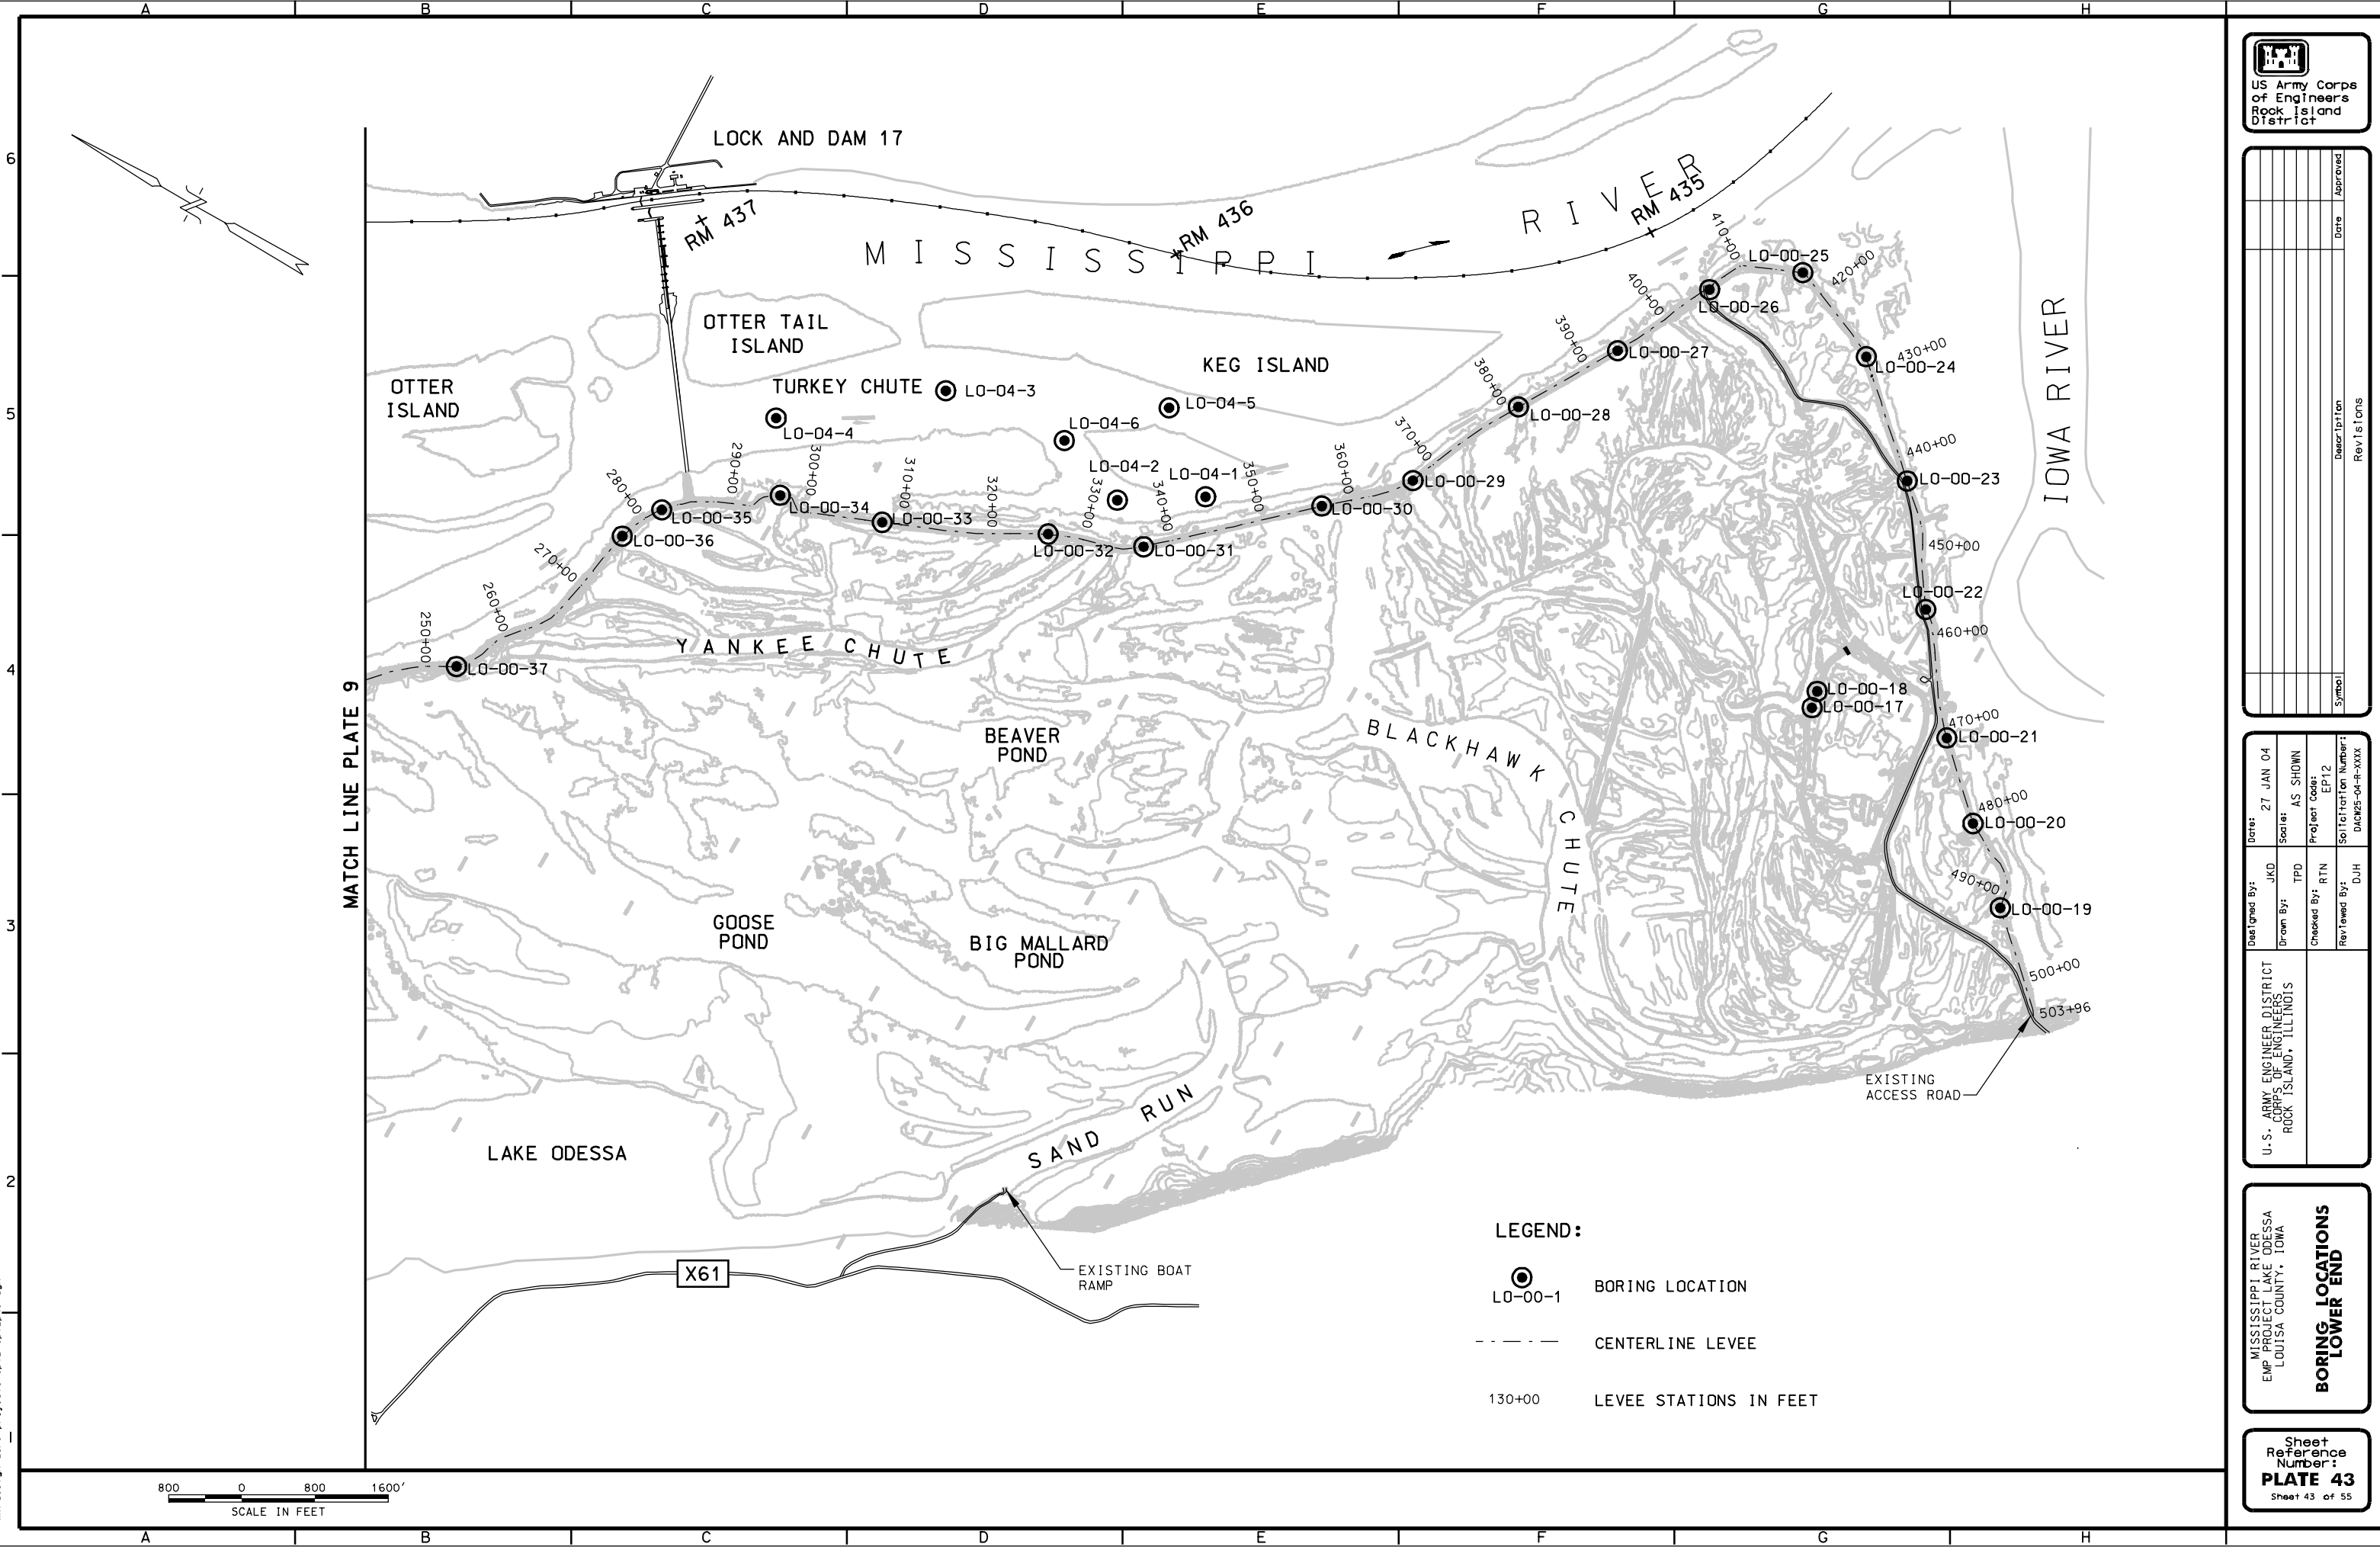 A B C D E F G H
6
5
4
3
2
LOCK AND DAM 17
RM 437
RM 436
RM 435
MISSISSIPPI RIVER
IOWA RIVER
OTTER TAIL
ISLAND
KEG ISLAND
OTTER
ISLAND
TURKEY CHUTE
LO-04-3
LO-04-4
LO-04-5
LO-04-6
LO-04-2
LO-04-1
LO-00-25
LO-00-26
LO-00-27
LO-00-24
LO-00-28
LO-00-29
LO-00-23
LO-00-30
LO-00-34
LO-00-35
LO-00-33
LO-00-36
LO-00-32
LO-00-31
LO-00-22
LO-00-37
LO-00-18
LO-00-17
LO-00-21
LO-00-20
LO-00-19
250+00
260+00
270+00
280+00
290+00
300+00
310+00
320+00
330+00
340+00
350+00
360+00
370+00
380+00
390+00
400+00
410+00
420+00
430+00
440+00
450+00
460+00
470+00
480+00
490+00
500+00
503+96
YANKEE CHUTE
MATCH LINE PLATE 9
BEAVER
POND
BLACKHAWK CHUTE
GOOSE
POND
BIG MALLARD
POND
SAND RUN
LAKE ODESSA
EXISTING
ACCESS ROAD
X61
EXISTING BOAT
RAMP
LEGEND:
LO-00-1
BORING LOCATION
CENTERLINE LEVEE
130+00
LEVEE STATIONS IN FEET
800 0 800 1600'
SCALE IN FEET
A B C D E F G H
US Army Corps
of Engineers
Rock Island
District
Symbol
Description
Date
Approved
Revisions
Designed By:
JKD
Date:
27 JAN 04
Drawn By:
TPD
Scale:
AS SHOWN
Checked By:
RTN
Project Code:
EP12
Reviewed By:
DJH
Solicitation Number:
DACW25-04-R-XXXX
U.S. ARMY ENGINEER DISTRICT
CORPS OF ENGINEERS
ROCK ISLAND, ILLINOIS
MISSISSIPPI RIVER
EMP PROJECT LAKE ODESSA
LOUISA COUNTY, IOWA
BORING LOCATIONS
LOWER END
Sheet
Reference
Number:
PLATE 43
Sheet 43 of 55